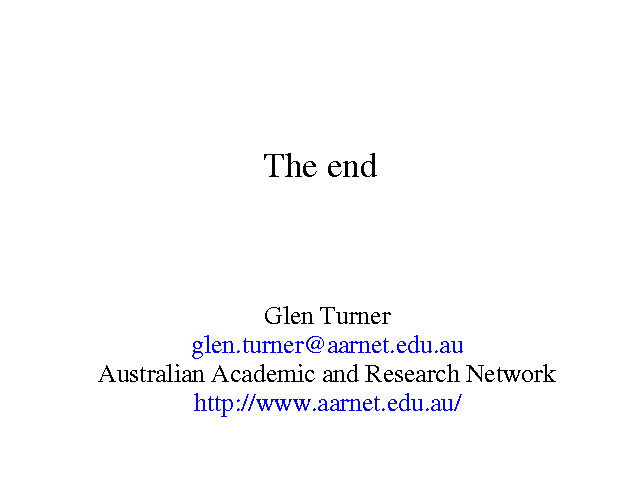 The end
Glen Turner
glen.turner@aarnet.edu.au
Australian Academic and Research Network
http://www.aarnet.edu.au/